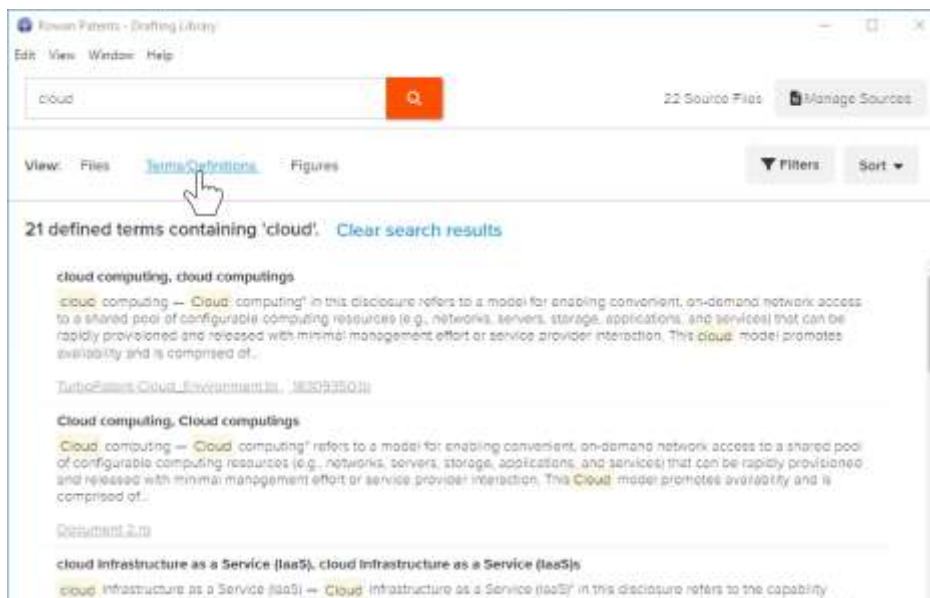 Rowan Patents - Drafting Library
Edit View Window Help
cloud
22 Source Files Manage Sources
View: Files Terms/Definitions Figures Filters Sort
21 defined terms containing 'cloud'. Clear search results
cloud computing, cloud computings
cloud computing — Cloud computing" in this disclosure refers to a model for enabling convenient, on-demand network access
to a shared pool of configurable computing resources (e.g., networks, servers, storage, applications, and services) that can be
rapidly provisioned and released with minimal management effort or service provider interaction. This cloud model promotes
availability and is comprised of...
TurboPatent-Cloud_Environment.tp,
Cloud computing, Cloud computings
Cloud computing — Cloud computing" refers to a model for enabling convenient, on-demand network access to a shared pool
of configurable computing resources (e.g., networks, servers, storage, applications, and services) that can be rapidly provisioned
and released with minimal management effort or service provider interaction. This Cloud model promotes availability and is
comprised of...
Document 2.rp
cloud Infrastructure as a Service (IaaS), cloud Infrastructure as a Service (IaaS)s
cloud Infrastructure as a Service (IaaS) — Cloud Infrastructure as a Service (IaaS)" in this disclosure refers to the capability